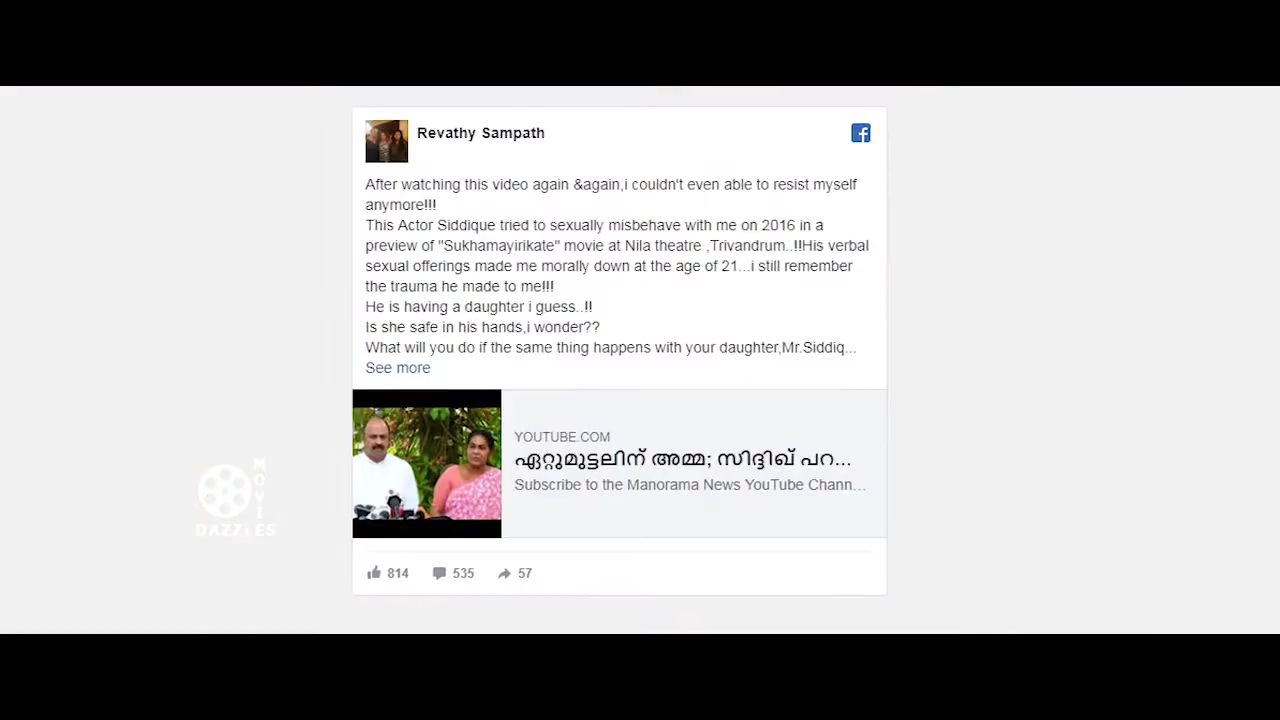 Revathy Sampath
After watching this video again &again,i couldn't even able to resist myself
anymore!!!
This Actor Siddique tried to sexually misbehave with me on 2016 in a
preview of "Sukhamayirikate" movie at Nila theatre ,Trivandrum..!!His verbal
sexual offerings made me morally down at the age of 21...i still remember
the trauma he made to me!!!
He is having a daughter i guess..!!
Is she safe in his hands,i wonder??
What will you do if the same thing happens with your daughter,Mr.Siddiq...
See more
YOUTUBE.COM
ഏറ്റുമുട്ടലിന് അമ്മ; സിദ്ദിഖ് പറ...
Subscribe to the Manorama News YouTube Chann...
MOVIE
DAZZLES
814 535 57